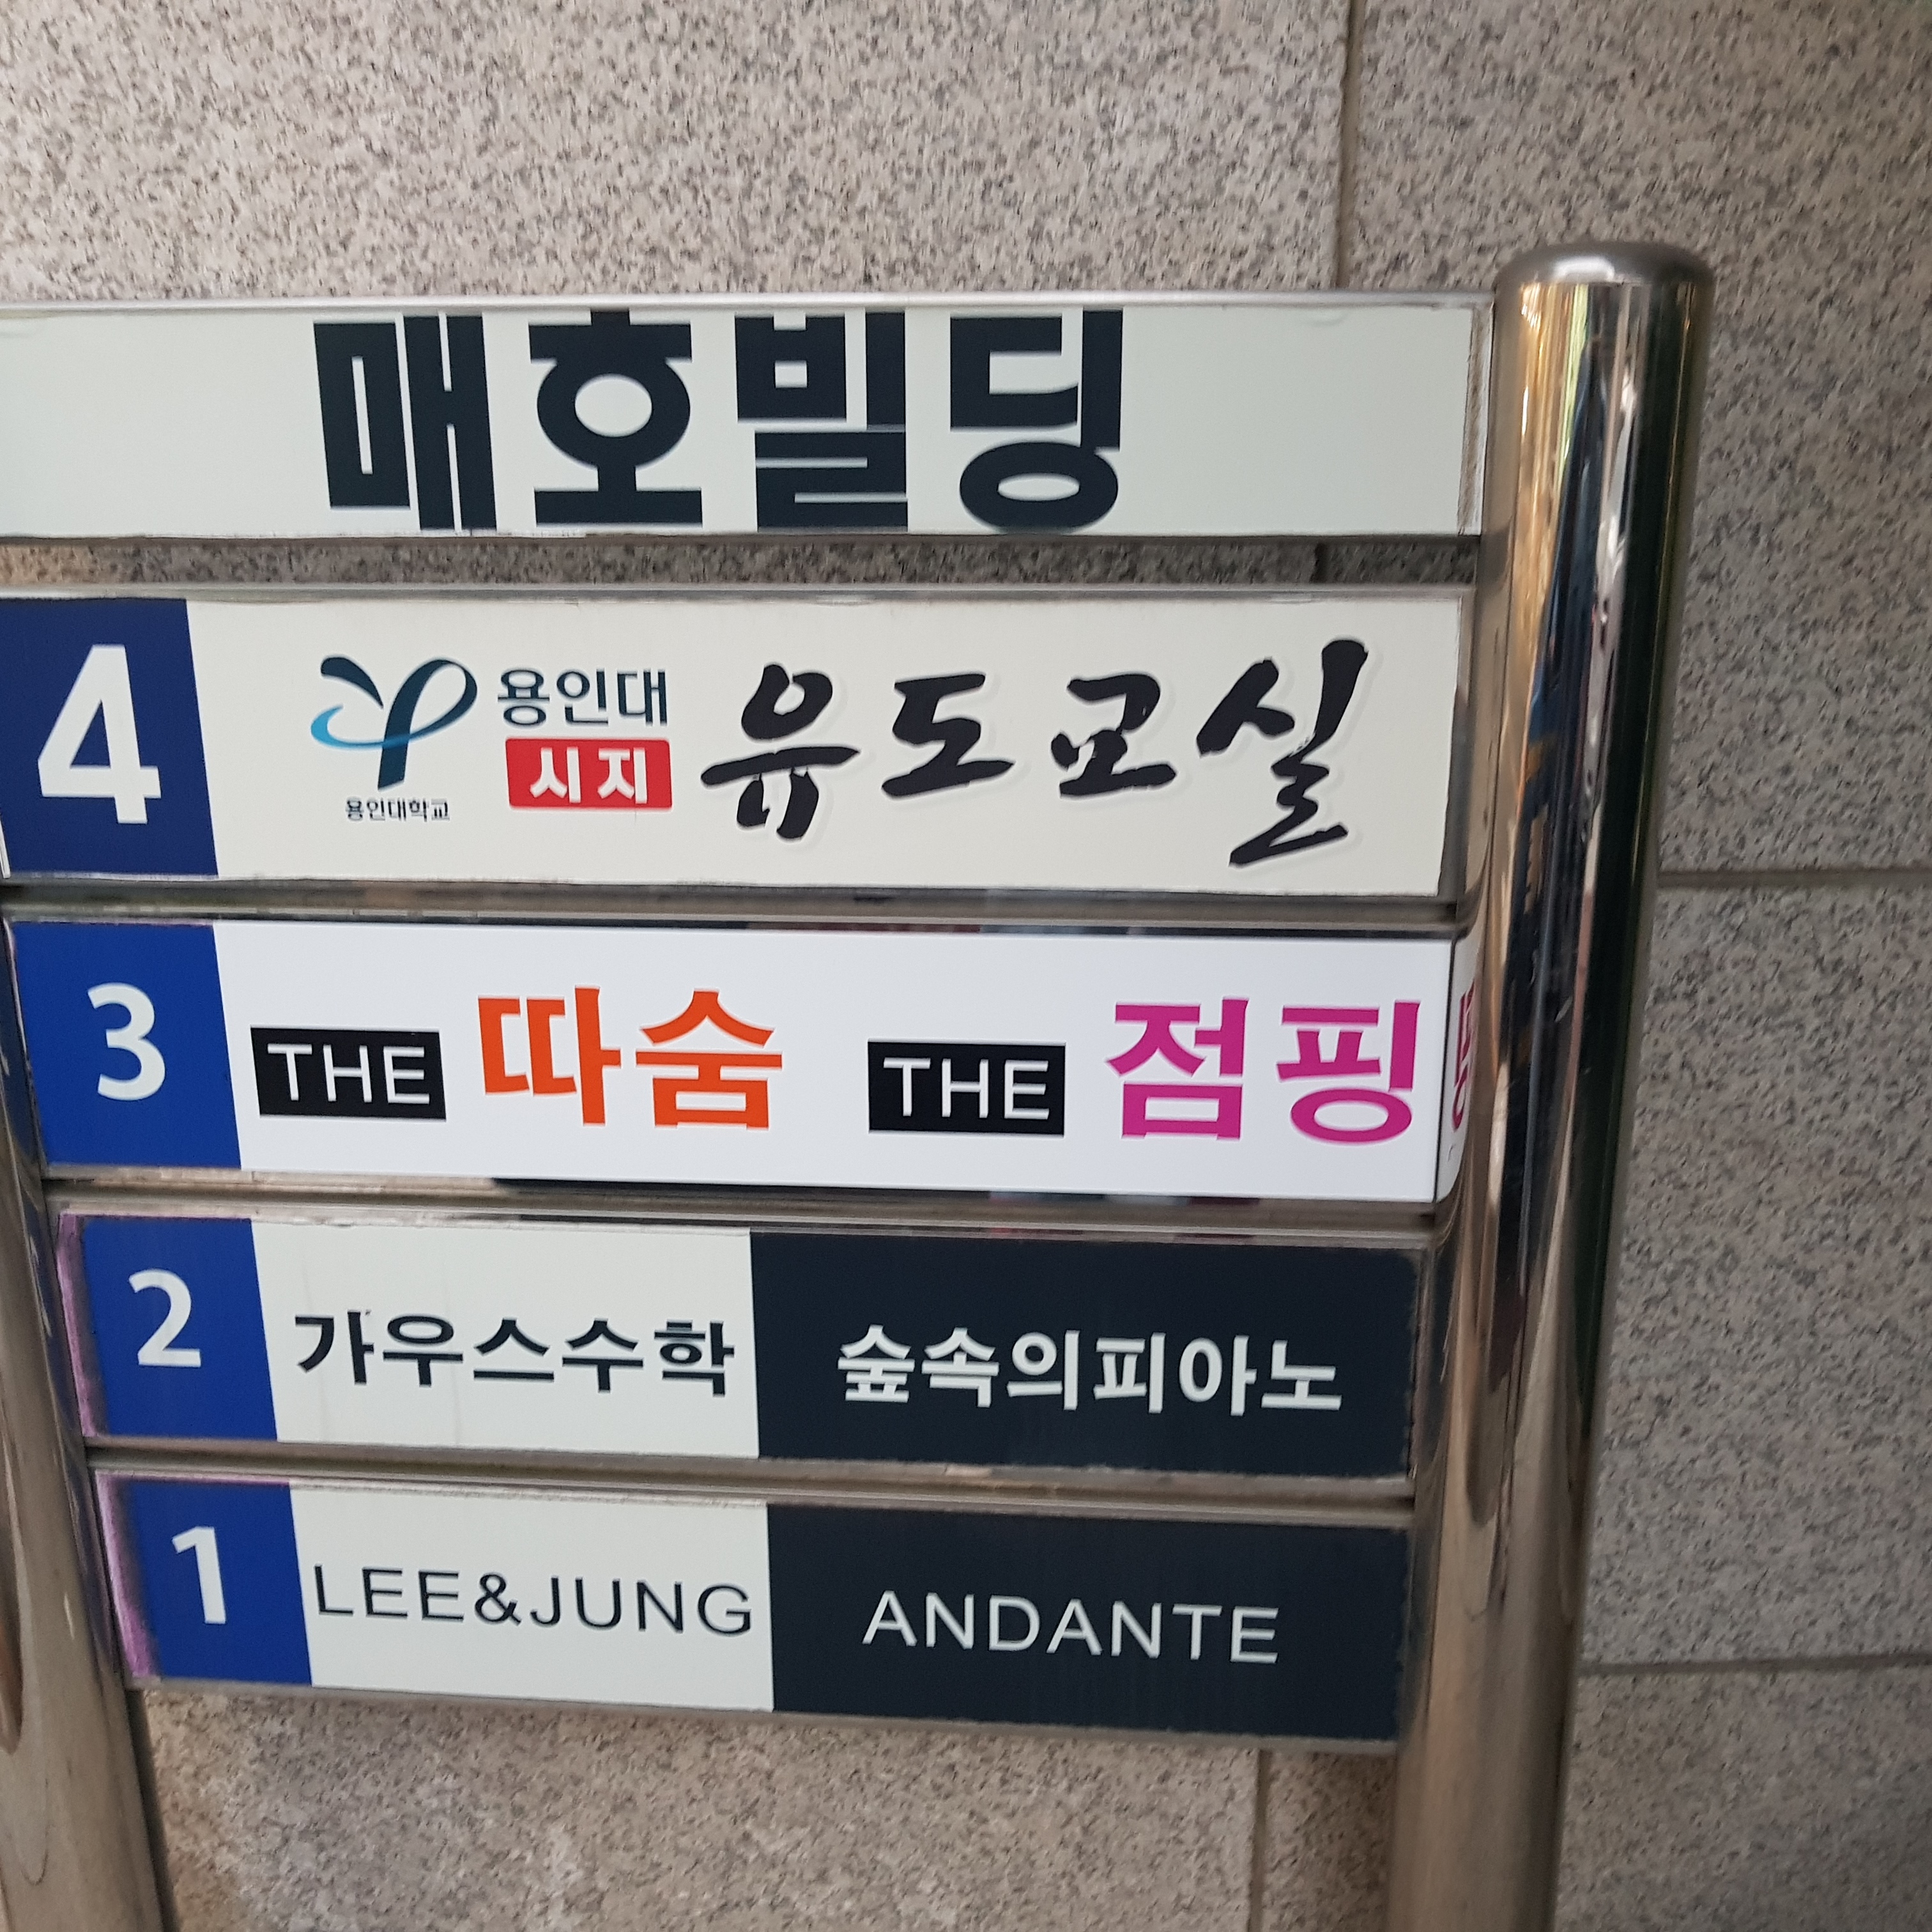 매호빌딩
4 용인대 시지 유도교실
용인대학교
3 THE 따숨 THE 점핑
2 가우스수학 숲속의피아노
1 LEE&JUNG ANDANTE